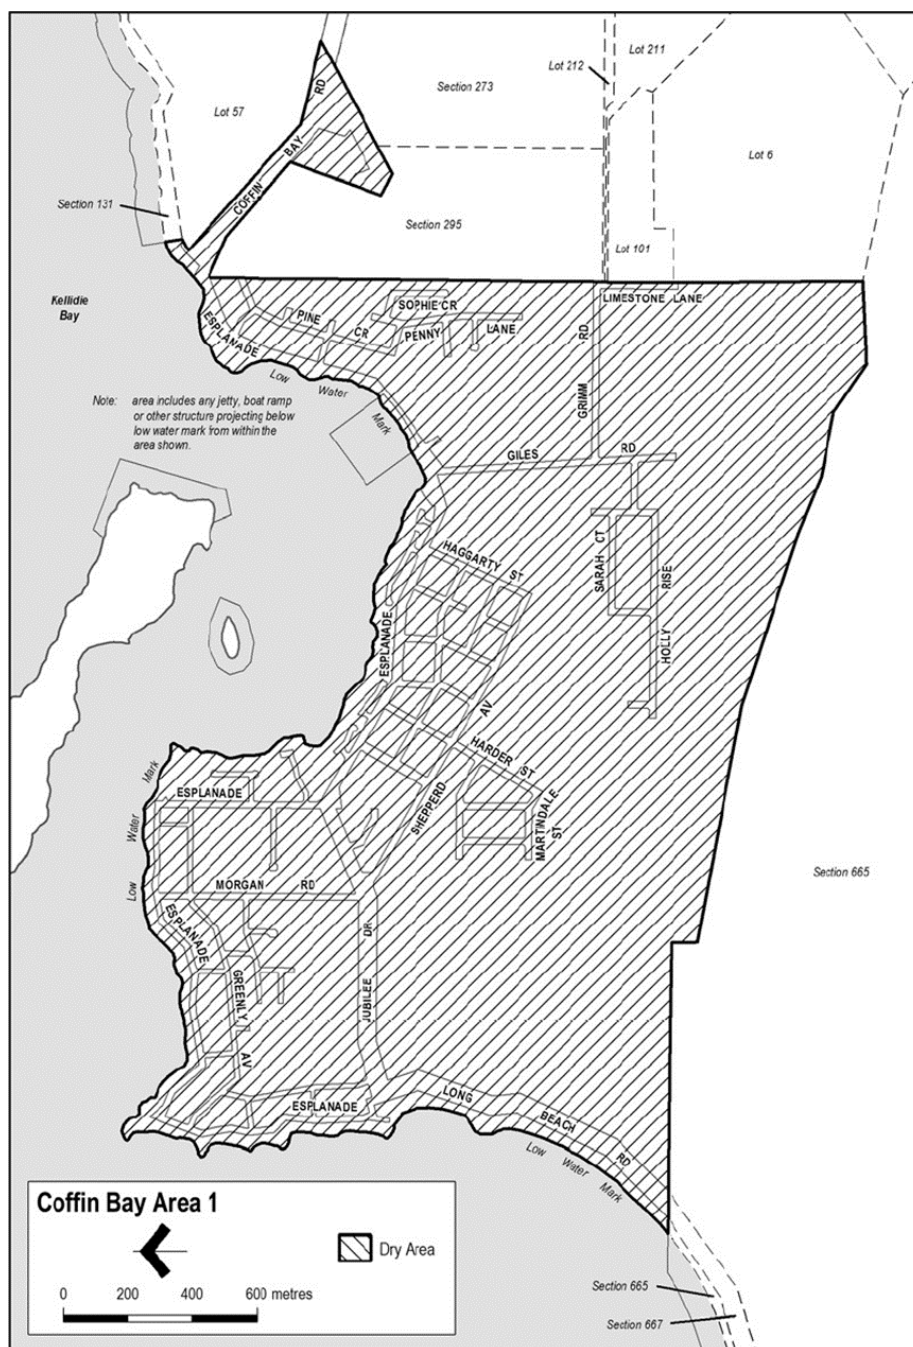 Lot 211
Lot 212
Section 273
Lot 57
RD
BAY
COFFIN
Lot 6
Section 131
Section 295
Lot 101
Kellidie
Bay
ESPLANADE
PINE
CR
SOPHIE CR
PENNY
LANE
LIMESTONE LANE
GRIMM
RD
Low
Water
Mark
Note: area includes any jetty, boat ramp
or other structure projecting below
low water mark from within the
area shown.
GILES
RD
HAGGARTY ST
SARAH CT
HOLLY
RISE
ESPLANADE
SHEPPERD
AV
HARDER ST
MARTINDALE
ST
Low
Water
Mark
ESPLANADE
MORGAN RD
Section 665
ESPLANADE
GREENLY
AV
JUBILEE
DR
ESPLANADE
LONG
BEACH
RD
Low
Water
Mark
Coffin Bay Area 1
Dry Area
0 200 400 600 metres
Section 665
Section 667